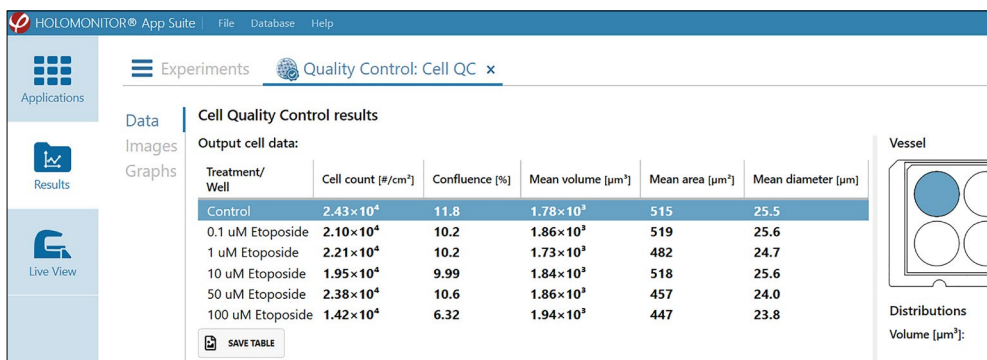 HOLOMONITOR® App Suite File Database Help
Applications
Results
Live View
Experiments Quality Control: Cell QC ×
Data
Images
Graphs
Cell Quality Control results
Output cell data:
Treatment/ Well Cell count [#/cm²] Confluence [%] Mean volume [µm³] Mean area [µm²] Mean diameter [µm]
Control 2.43×10⁴ 11.8 1.78×10³ 515 25.5
0.1 uM Etoposide 2.10×10⁴ 10.2 1.86×10³ 519 25.6
1 uM Etoposide 2.21×10⁴ 10.2 1.73×10³ 482 24.7
10 uM Etoposide 1.95×10⁴ 9.99 1.84×10³ 518 25.6
50 uM Etoposide 2.38×10⁴ 10.6 1.86×10³ 457 24.0
100 uM Etoposide 1.42×10⁴ 6.32 1.94×10³ 447 23.8
SAVE TABLE
Vessel
Distributions
Volume [µm³]: